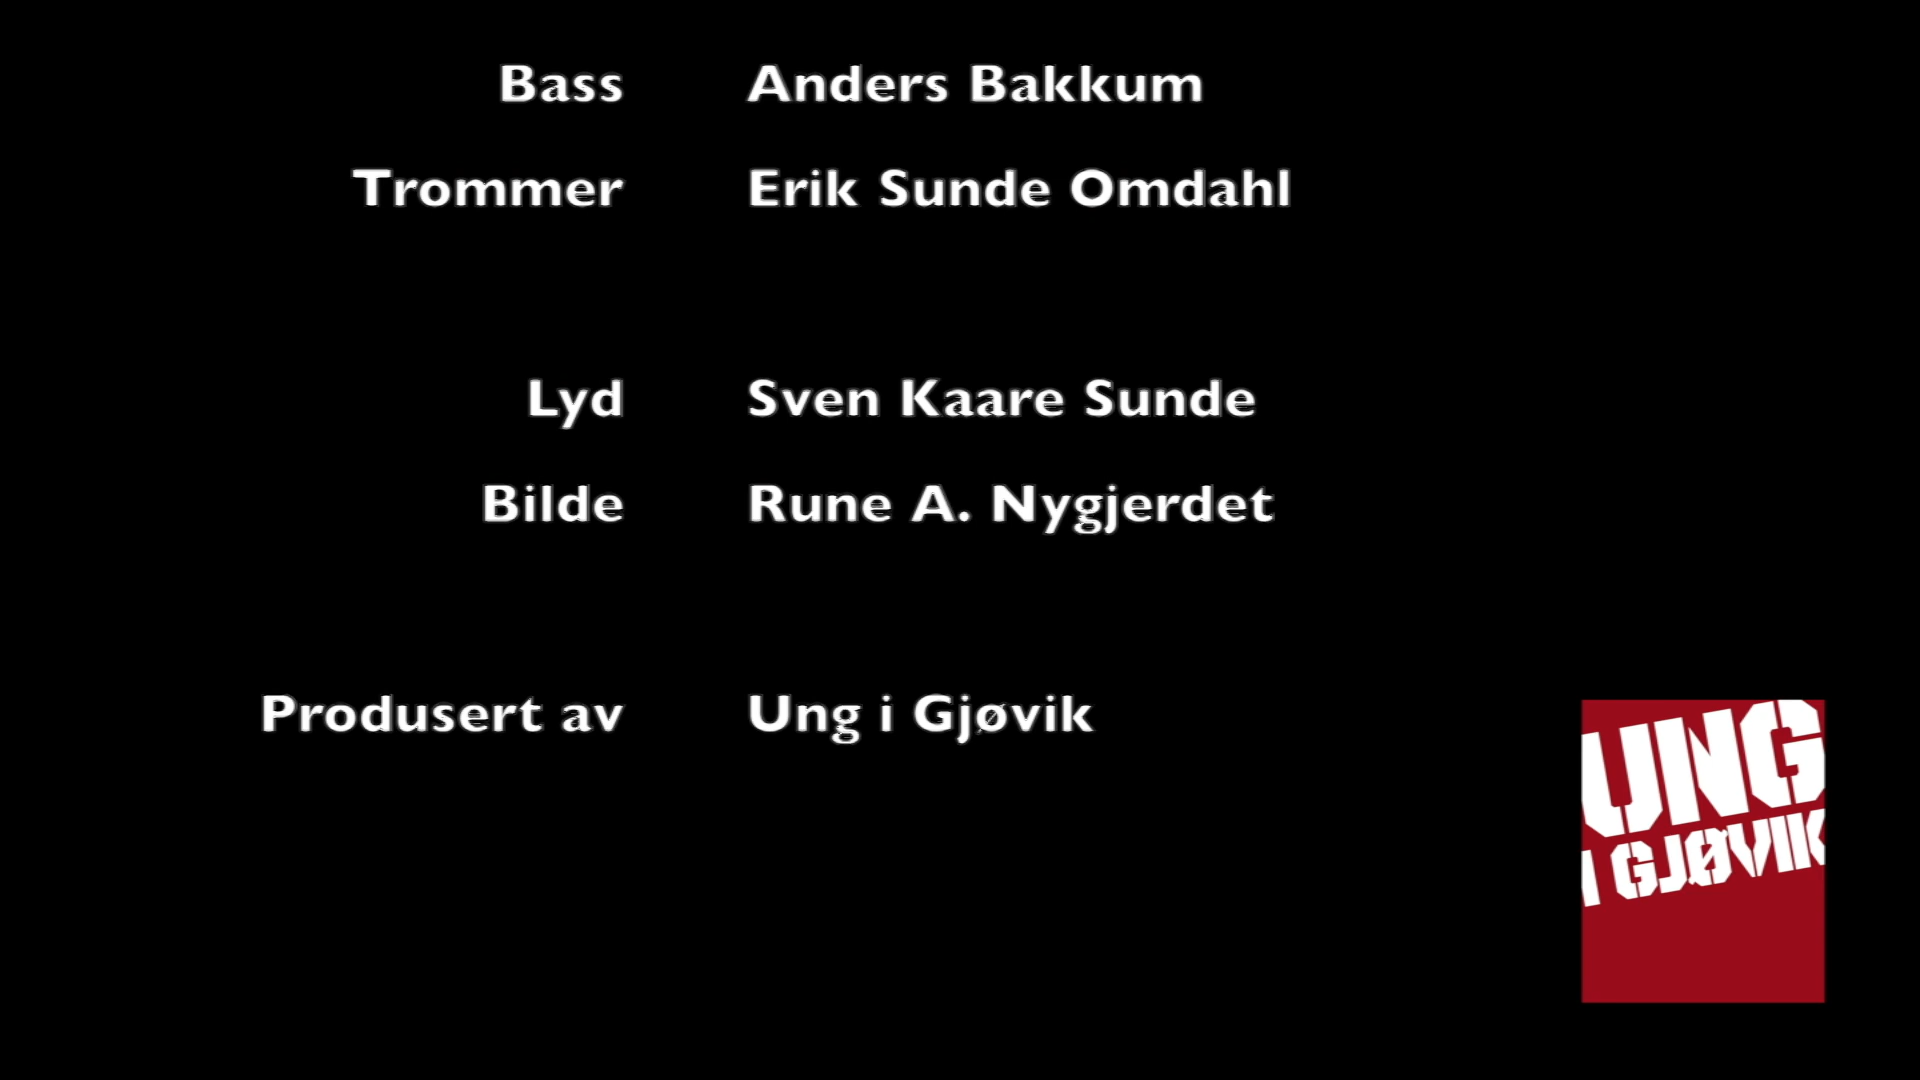 Bass Anders Bakkum
Trommer Erik Sunde Omdahl
Lyd Sven Kaare Sunde
Bilde Rune A. Nygjerdet
Produsert av Ung i Gjøvik
UNG
I GJØVIK